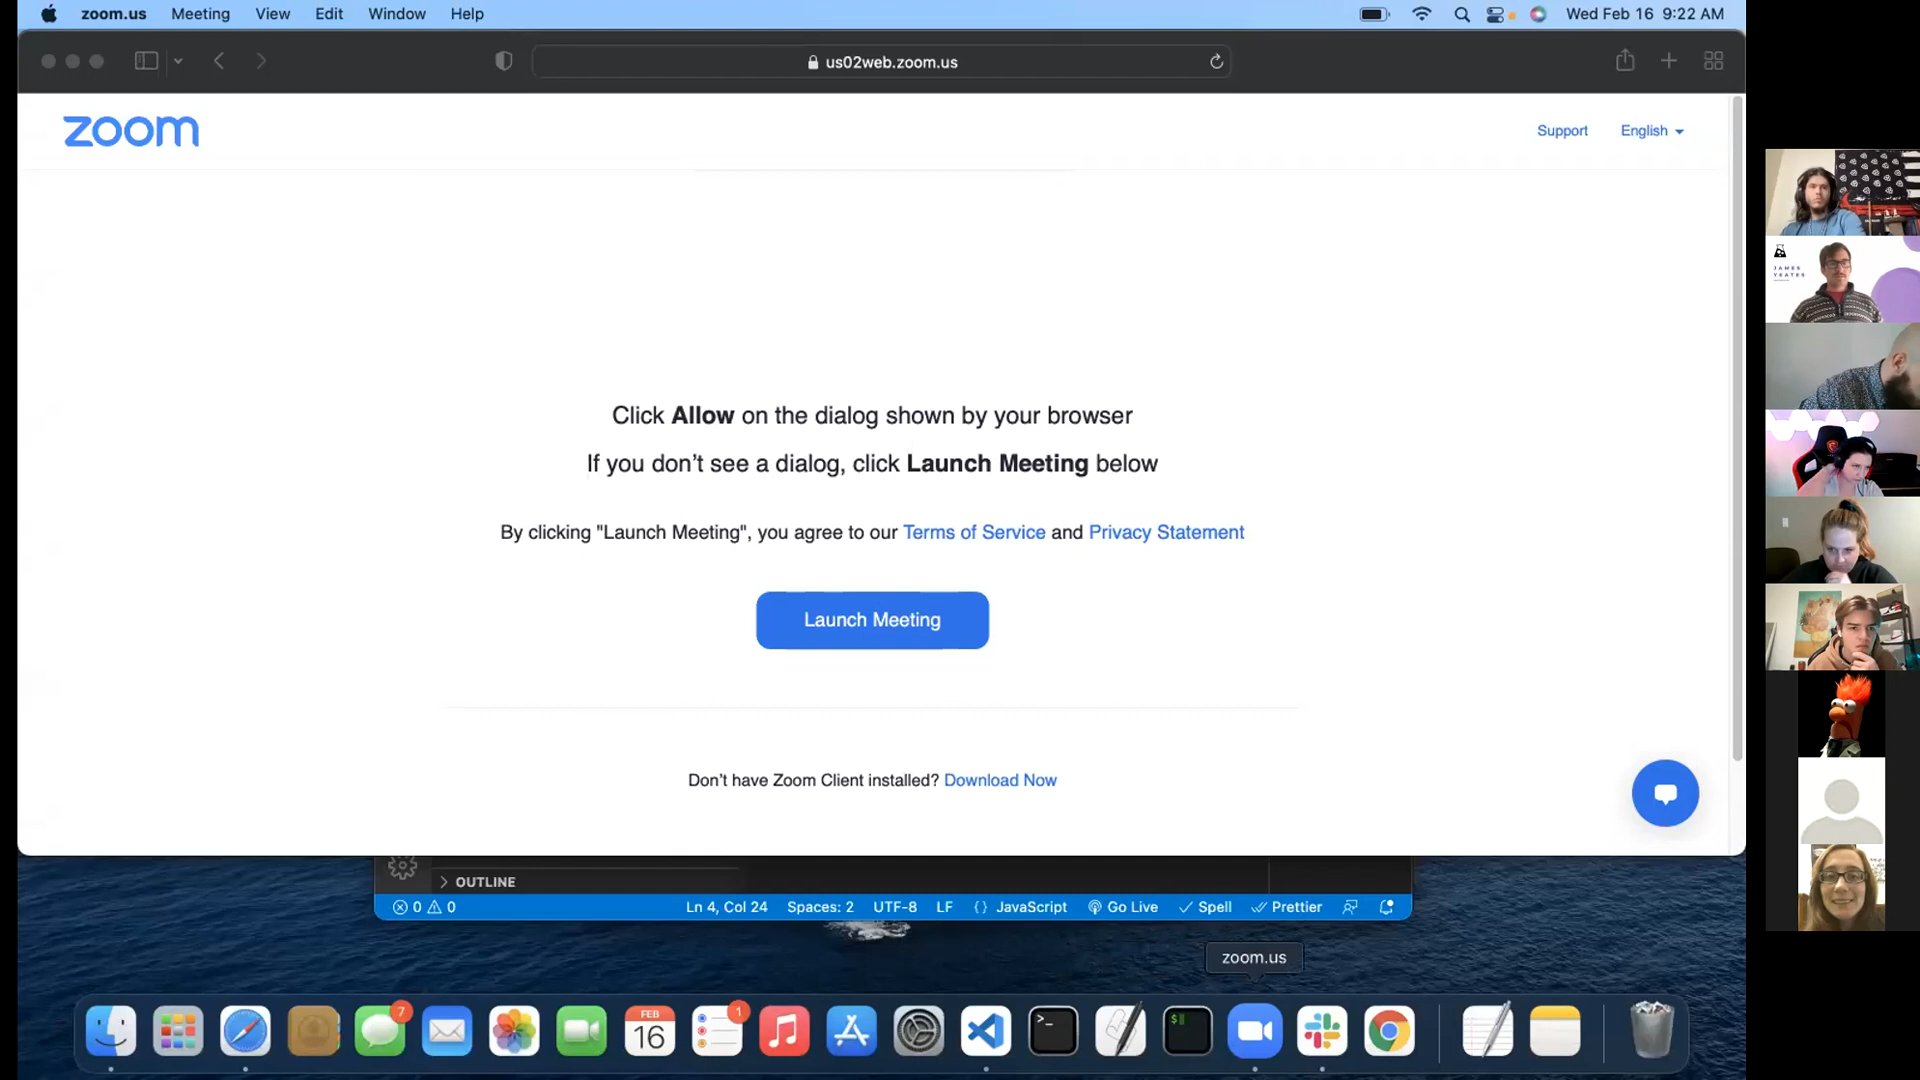 zoom.us Meeting View Edit Window Help Wed Feb 16 9:22 AM
us02web.zoom.us
zoom Support English
JAMES
YEATES
Click Allow on the dialog shown by your browser
If you don’t see a dialog, click Launch Meeting below
By clicking "Launch Meeting", you agree to our Terms of Service and Privacy Statement
Launch Meeting
Don’t have Zoom Client installed? Download Now
OUTLINE
0 0 Ln 4, Col 24 Spaces: 2 UTF-8 LF {} JavaScript Go Live Spell Prettier
zoom.us
7
FEB
16
1
>_
$